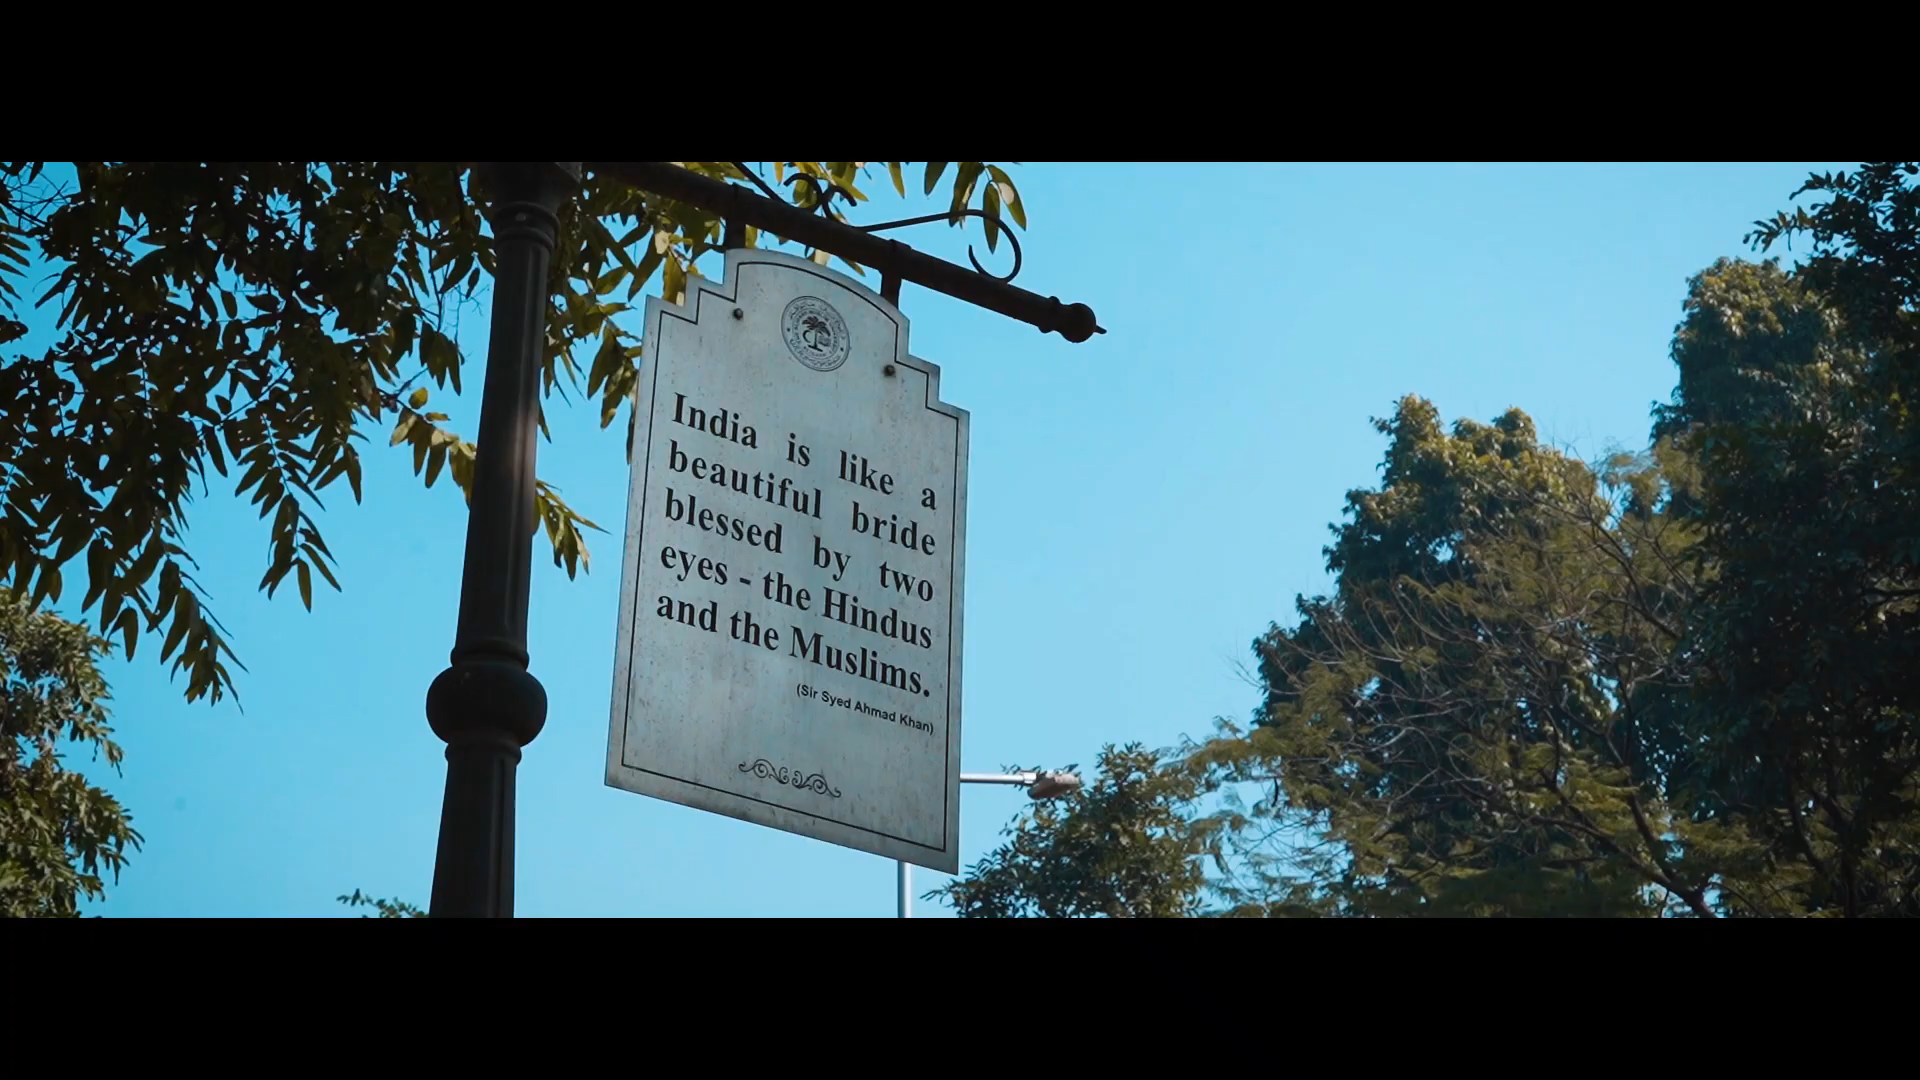 India is like a
beautiful bride
blessed by two
eyes - the Hindus
and the Muslims.
(Sir Syed Ahmad Khan)